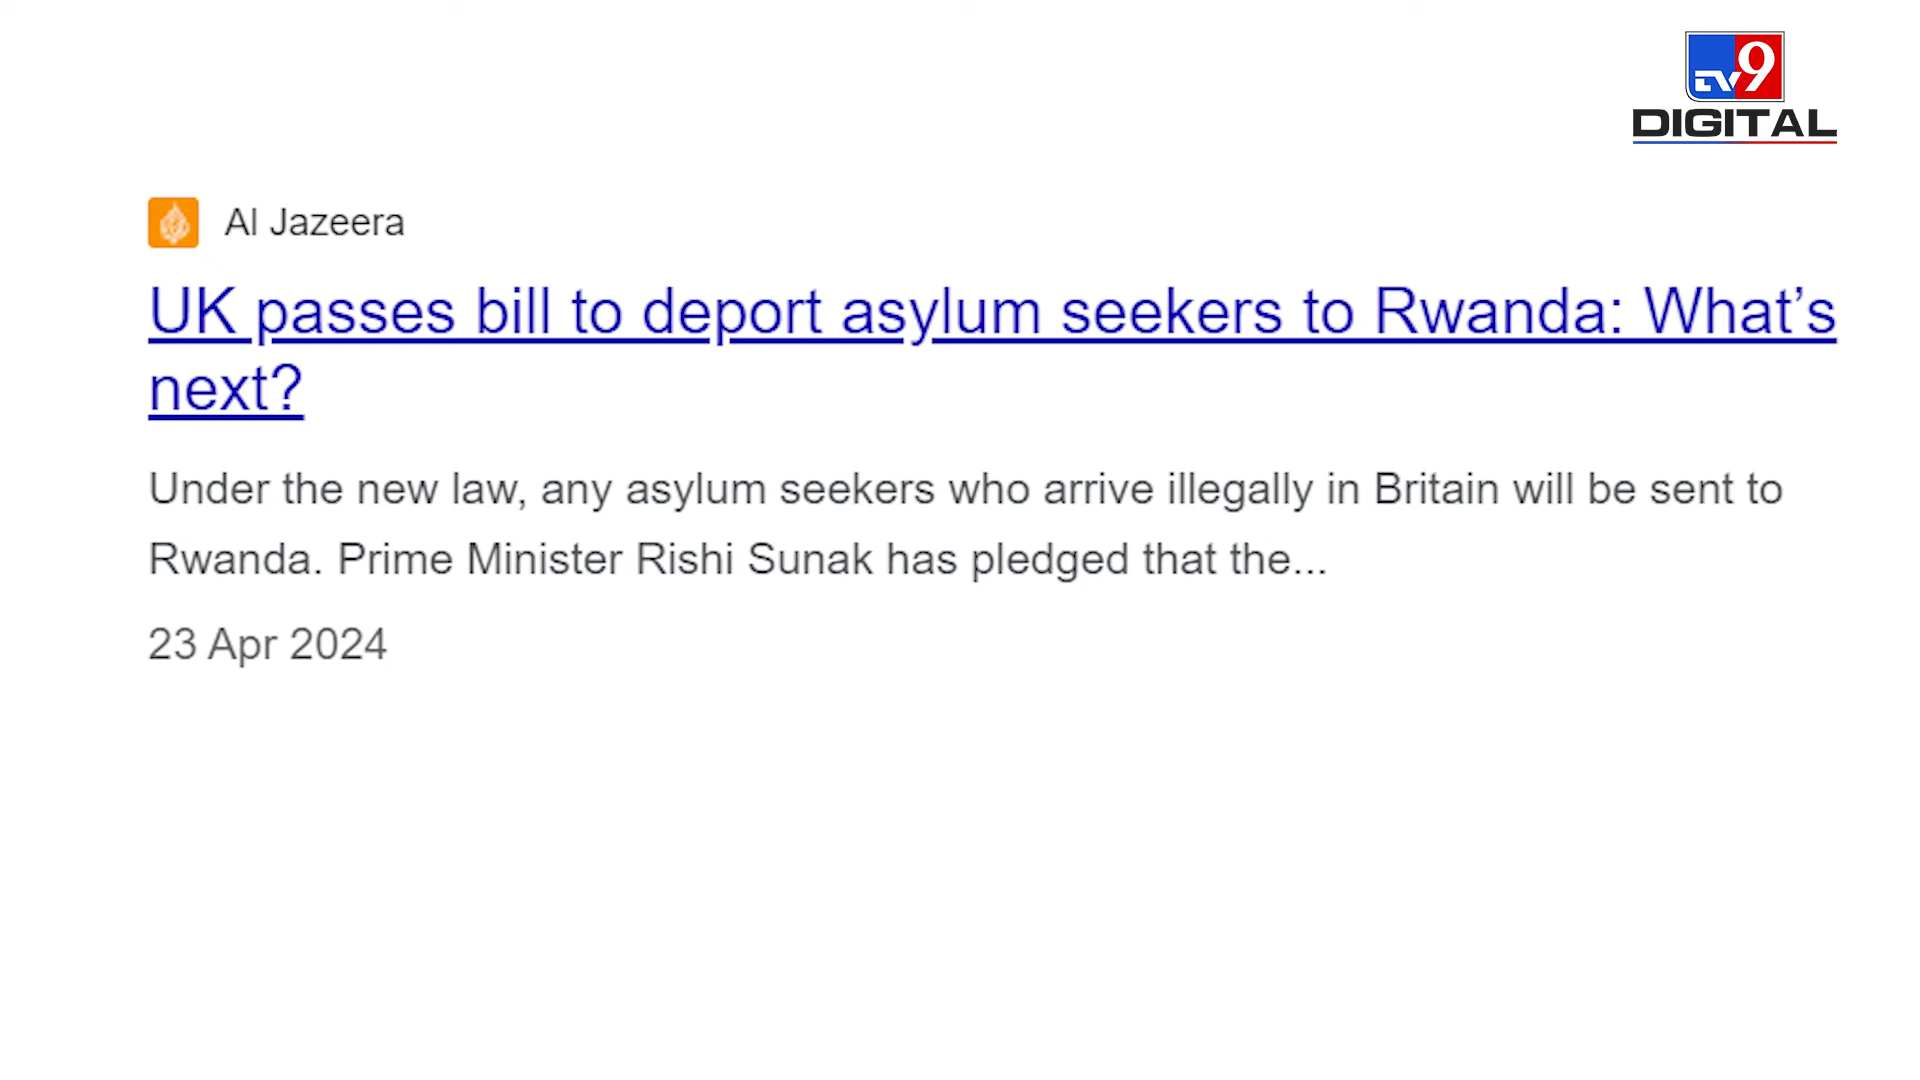 TV9
DIGITAL
Al Jazeera
UK passes bill to deport asylum seekers to Rwanda: What’s
next?
Under the new law, any asylum seekers who arrive illegally in Britain will be sent to
Rwanda. Prime Minister Rishi Sunak has pledged that the...
23 Apr 2024